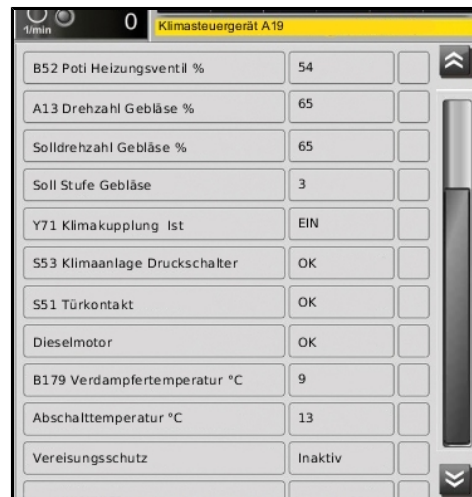 1/min
0
Klimasteuergerät A19
B52 Poti Heizungsventil % 54
A13 Drehzahl Gebläse % 65
Solldrehzahl Gebläse % 65
Soll Stufe Gebläse 3
Y71 Klimakupplung Ist EIN
S53 Klimaanlage Druckschalter OK
S51 Türkontakt OK
Dieselmotor OK
B179 Verdampfertemperatur °C 9
Abschalttemperatur °C 13
Vereisungsschutz Inaktiv